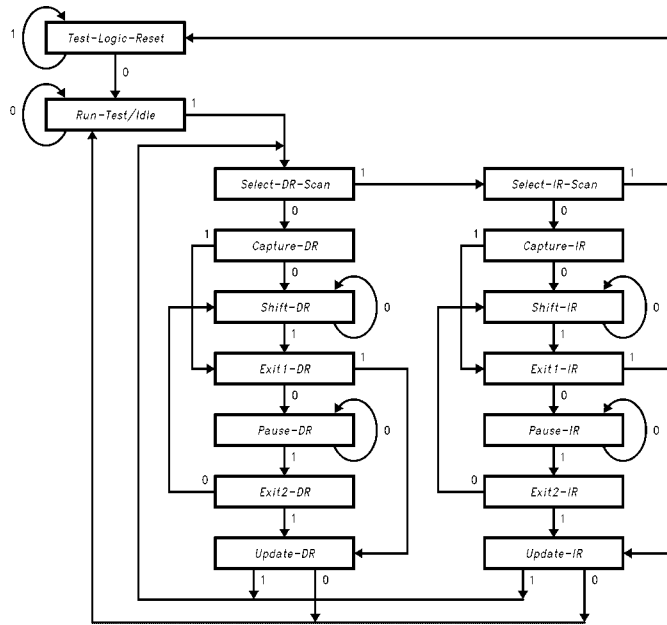 1
Test-Logic-Reset
0
0
Run-Test/Idle
1
Select-DR-Scan
1
Select-IR-Scan
1
0
0
1
Capture-DR
1
Capture-IR
0
0
Shift-DR
0
Shift-IR
0
1
1
Exit1-DR
1
Exit1-IR
1
0
0
Pause-DR
0
Pause-IR
0
1
1
0
Exit2-DR
0
Exit2-IR
1
1
Update-DR
Update-IR
1
0
1
0